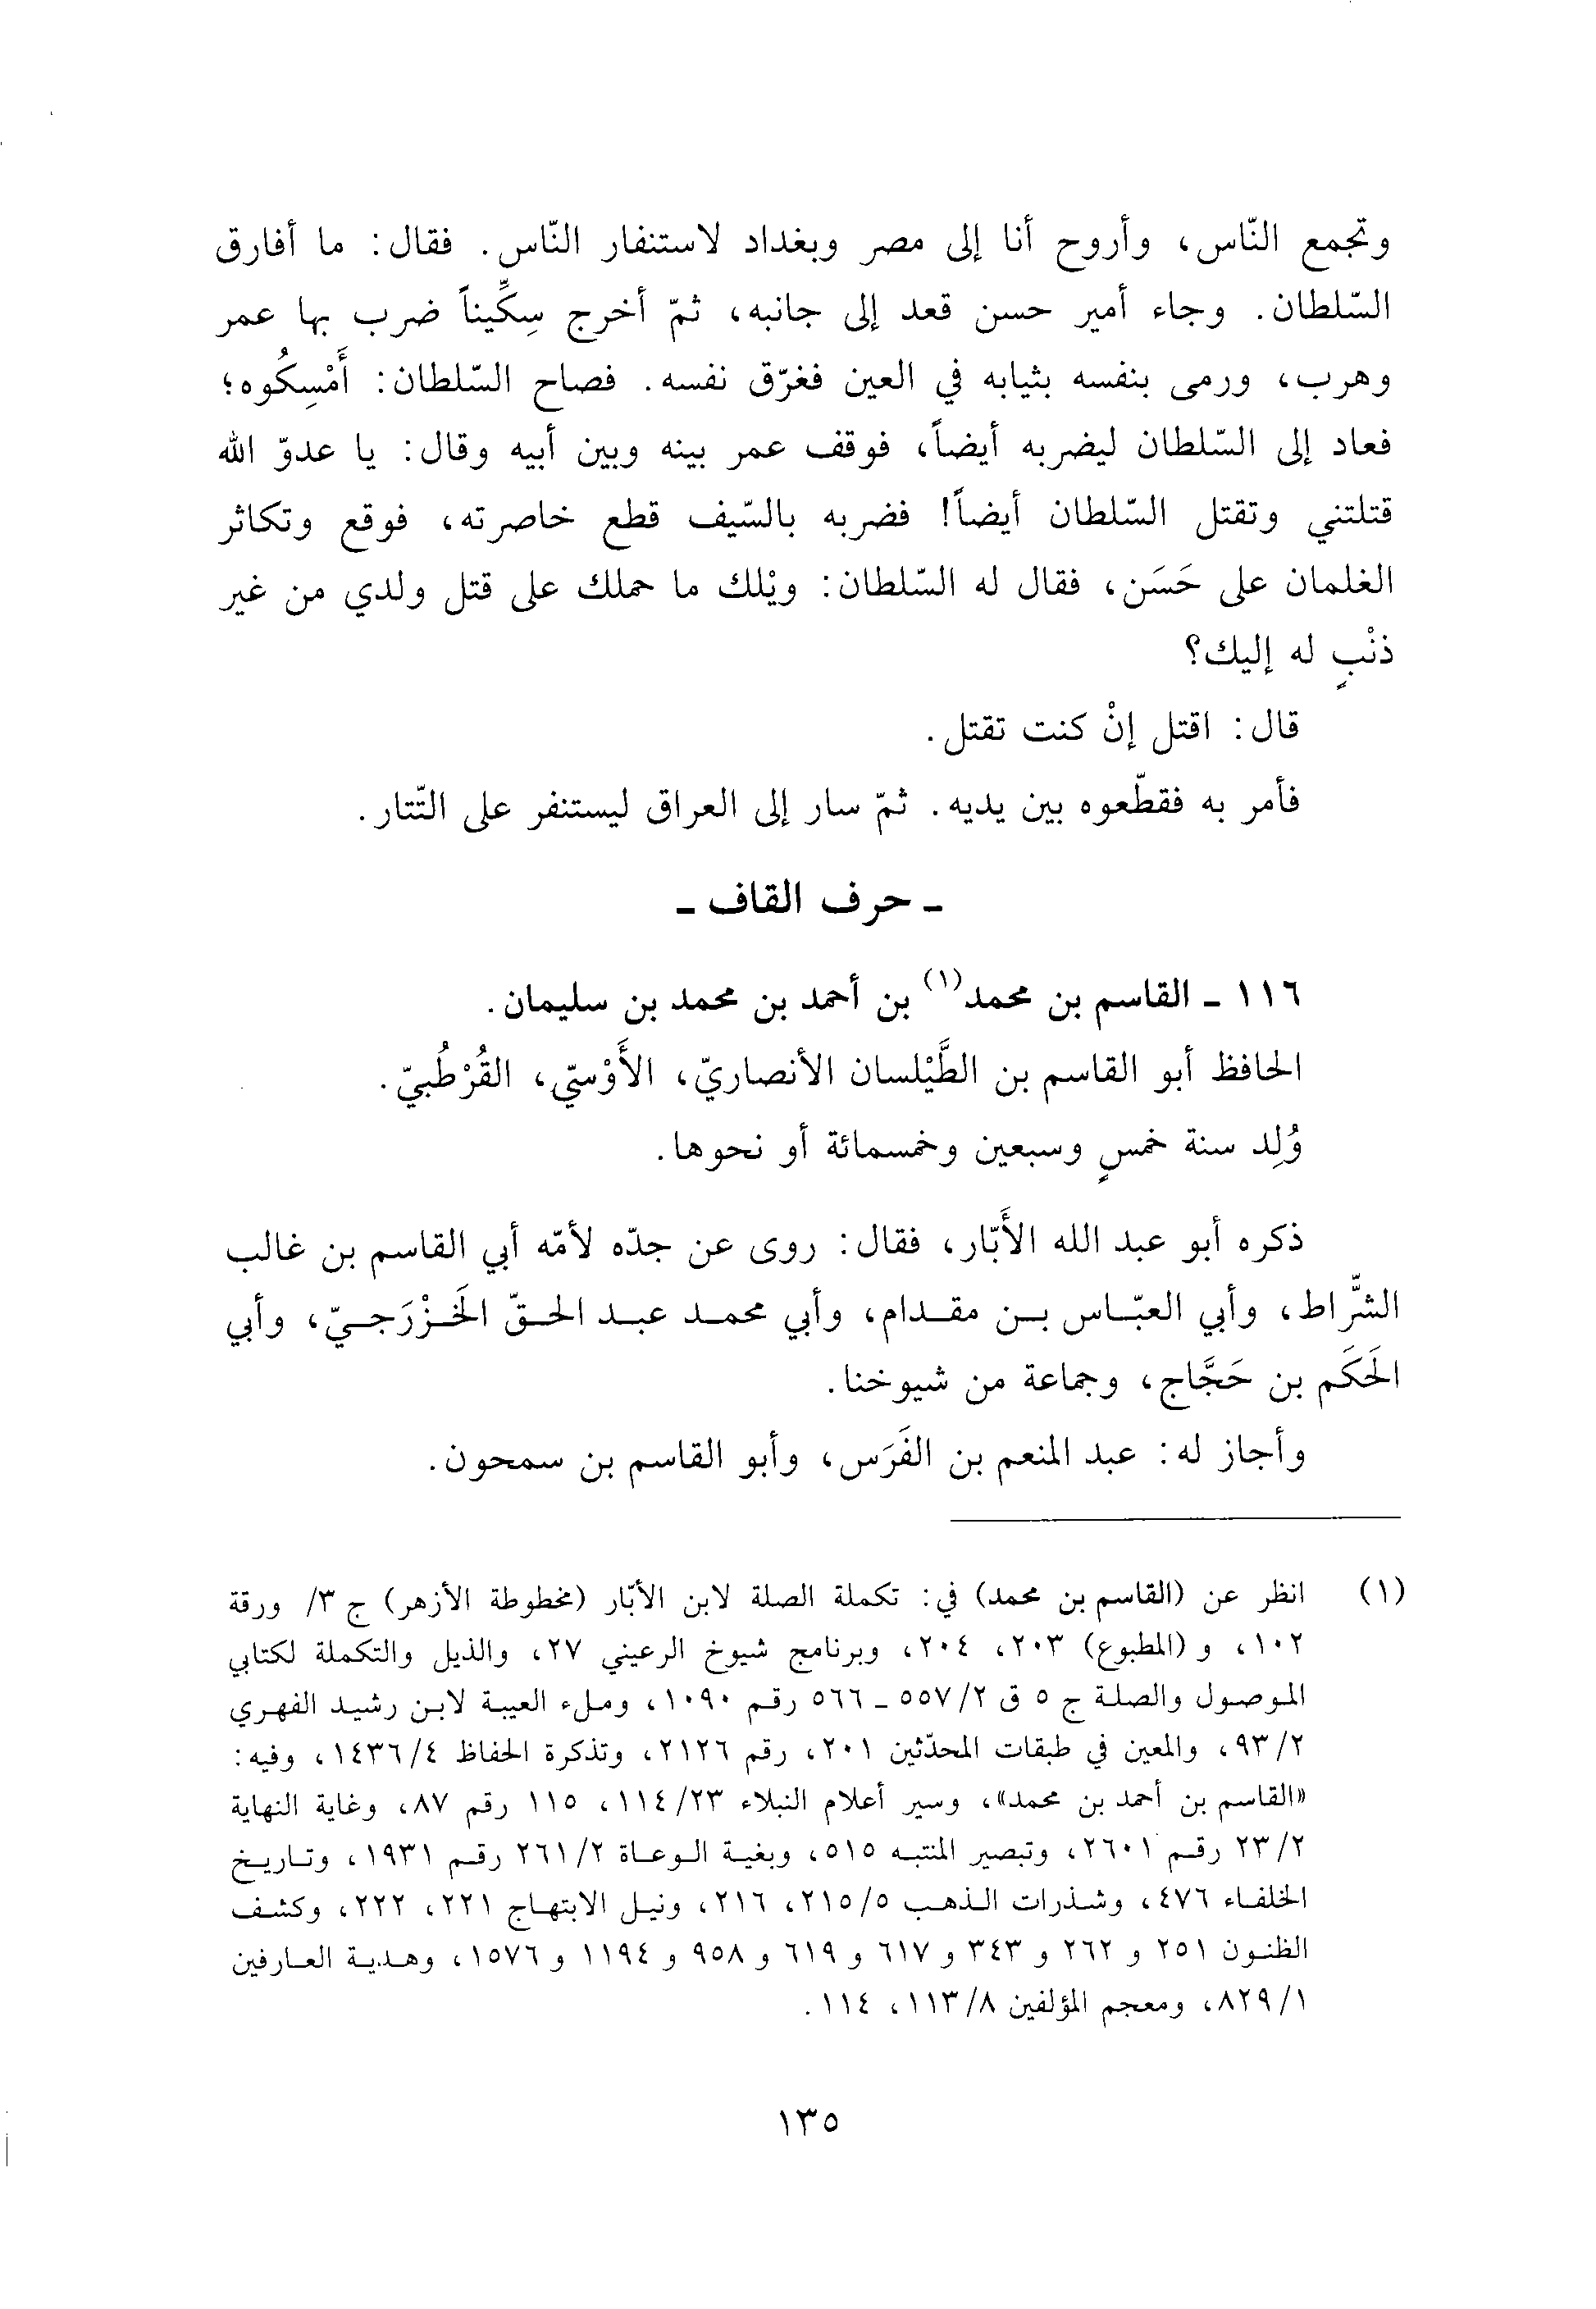 وتجمع النّاس، وأروح أنا إلى مصر وبغداد لاستنفار النّاس. فقال: ما أفارق
السّلطان. وجاء أمير حسن قعد إلى جانبه، ثمّ أخرج سِكِّيناً ضرب بها عمر
وهرب، ورمى بنفسه بثيابه في العين فغرّق نفسه. فصاح السّلطان: أَمْسِكُوه؛
فعاد إلى السّلطان ليضربه أيضاً، فوقف عمر بينه وبين أبيه وقال: يا عدوّ الله
قتلتني وتقتل السّلطان أيضاً! فضربه بالسّيف قطع خاصرته، فوقع وتكاثر
الغلمان على حَسَن، فقال له السّلطان: ويْلك ما حملك على قتل ولدي من غير
ذنْبٍ له إليك؟
قال: اقتل إنْ كنت تقتل.
فأمر به فقطّعوه بين يديه. ثمّ سار إلى العراق ليستنفر على التّتار.
ـ حرف القاف ـ
١١٦ ـ القاسم بن محمد(١) بن أحمد بن محمد بن سليمان.
الحافظ أبو القاسم بن الطَّيْلسان الأنصاريّ، الأَوْسيّ، القُرْطُبيّ.
وُلِد سنة خمسٍ وسبعين وخمسمائة أو نحوها.
ذكره أبو عبد الله الأَبّار، فقال: روى عن جدّه لأمّه أبي القاسم بن غالب
الشرَّاط، وأبي العبّاس بن مقدام، وأبي محمد عبد الحقّ الخَزْرَجيّ، وأبي
الحَكَم بن حَجَّاج، وجماعة من شيوخنا.
وأجاز له: عبد المنعم بن الفَرَس، وأبو القاسم بن سمحون.
(١) انظر عن (القاسم بن محمد) في: تكملة الصلة لابن الأبّار (مخطوطة الأزهر) ج ٣/ ورقة
١٠٢، و (المطبوع) ٢٠٣، ٢٠٤، وبرنامج شيوخ الرعيني ٢٧، والذيل والتكملة لكتابي
الموصول والصلة ج ٥ ق ٢/ ٥٥٧ ـ ٥٦٦ رقم ١٠٩٠، وملء العيبة لابن رشيد الفهري
٢/ ٩٣، والمعين في طبقات المحدّثين ٢٠١، رقم ٢١٢٦، وتذكرة الحفاظ ٤/ ١٤٣٦، وفيه:
«القاسم بن أحمد بن محمد»، وسير أعلام النبلاء ٢٣/ ١١٤، ١١٥ رقم ٨٧، وغاية النهاية
٢/ ٢٣ رقم ٢٦٠١، وتبصير المنتبه ٥١٥، وبغية الوعاة ٢/ ٢٦١ رقم ١٩٣١، وتاريخ
الخلفاء ٤٧٦، وشذرات الذهب ٥/ ٢١٥، ٢١٦، ونيل الابتهاج ٢٢١، ٢٢٢، وكشف
الظنون ٢٥١ و ٢٦٢ و ٣٤٣ و ٦١٧ و ٦١٩ و ٩٥٨ و ١١٩٤ و ١٥٧٦، وهدية العارفين
١/ ٨٢٩، ومعجم المؤلفين ٨/ ١١٣، ١١٤.
١٣٥